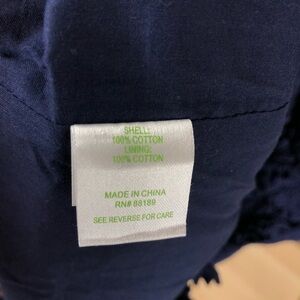 SHELL:
100% COTTON
LINING:
100% COTTON
MADE IN CHINA
RN# 88189
SEE REVERSE FOR CARE